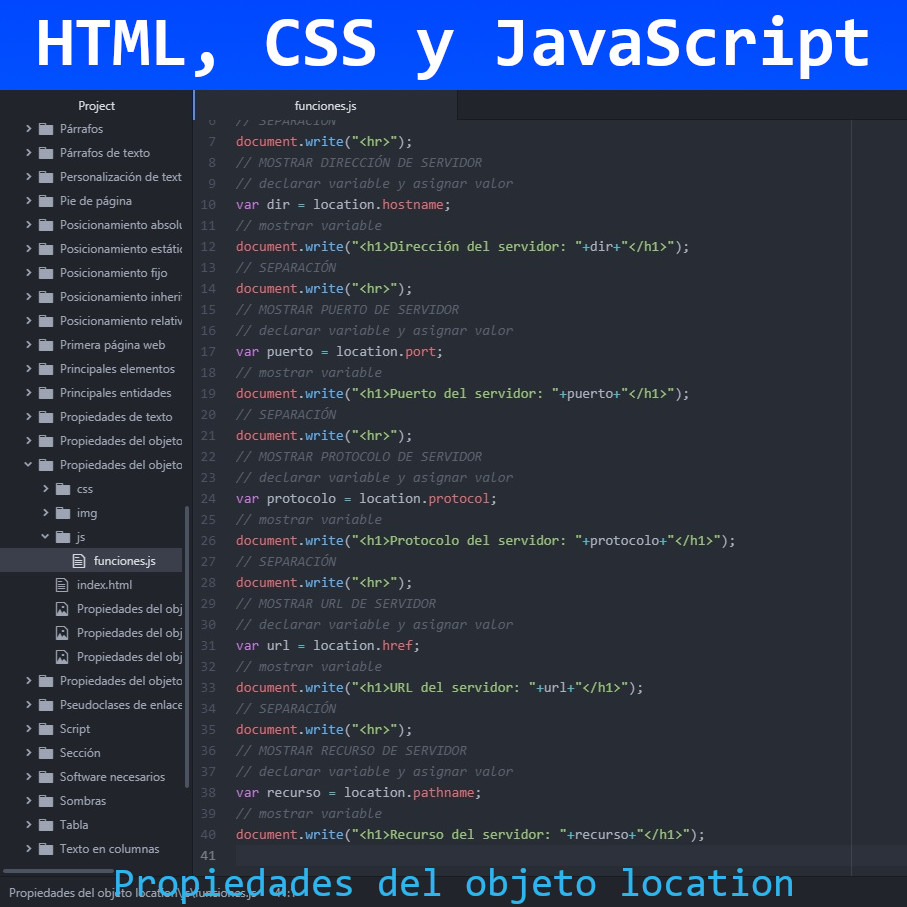 HTML, CSS y JavaScript
Project
Párrafos
Párrafos de texto
Personalización de text
Pie de página
Posicionamiento absolu
Posicionamiento estátic
Posicionamiento fijo
Posicionamiento inheri
Posicionamiento relativ
Primera página web
Principales elementos
Principales entidades
Propiedades de texto
Propiedades del objeto
Propiedades del objeto
css
img
js
funciones.js
index.html
Propiedades del obj
Propiedades del obj
Propiedades del obj
Propiedades del objeto
Pseudoclases de enlace
Script
Sección
Software necesarios
Sombras
Tabla
Texto en columnas
funciones.js
6 // SEPARACIÓN
7 document.write("<hr>");
8 // MOSTRAR DIRECCIÓN DE SERVIDOR
9 // declarar variable y asignar valor
10 var dir = location.hostname;
11 // mostrar variable
12 document.write("<h1>Dirección del servidor: "+dir+"</h1>");
13 // SEPARACIÓN
14 document.write("<hr>");
15 // MOSTRAR PUERTO DE SERVIDOR
16 // declarar variable y asignar valor
17 var puerto = location.port;
18 // mostrar variable
19 document.write("<h1>Puerto del servidor: "+puerto+"</h1>");
20 // SEPARACIÓN
21 document.write("<hr>");
22 // MOSTRAR PROTOCOLO DE SERVIDOR
23 // declarar variable y asignar valor
24 var protocolo = location.protocol;
25 // mostrar variable
26 document.write("<h1>Protocolo del servidor: "+protocolo+"</h1>");
27 // SEPARACIÓN
28 document.write("<hr>");
29 // MOSTRAR URL DE SERVIDOR
30 // declarar variable y asignar valor
31 var url = location.href;
32 // mostrar variable
33 document.write("<h1>URL del servidor: "+url+"</h1>");
34 // SEPARACIÓN
35 document.write("<hr>");
36 // MOSTRAR RECURSO DE SERVIDOR
37 // declarar variable y asignar valor
38 var recurso = location.pathname;
39 // mostrar variable
40 document.write("<h1>Recurso del servidor: "+recurso+"</h1>");
41
Propiedades del objeto location
Propiedades del objeto location\js\funciones.js